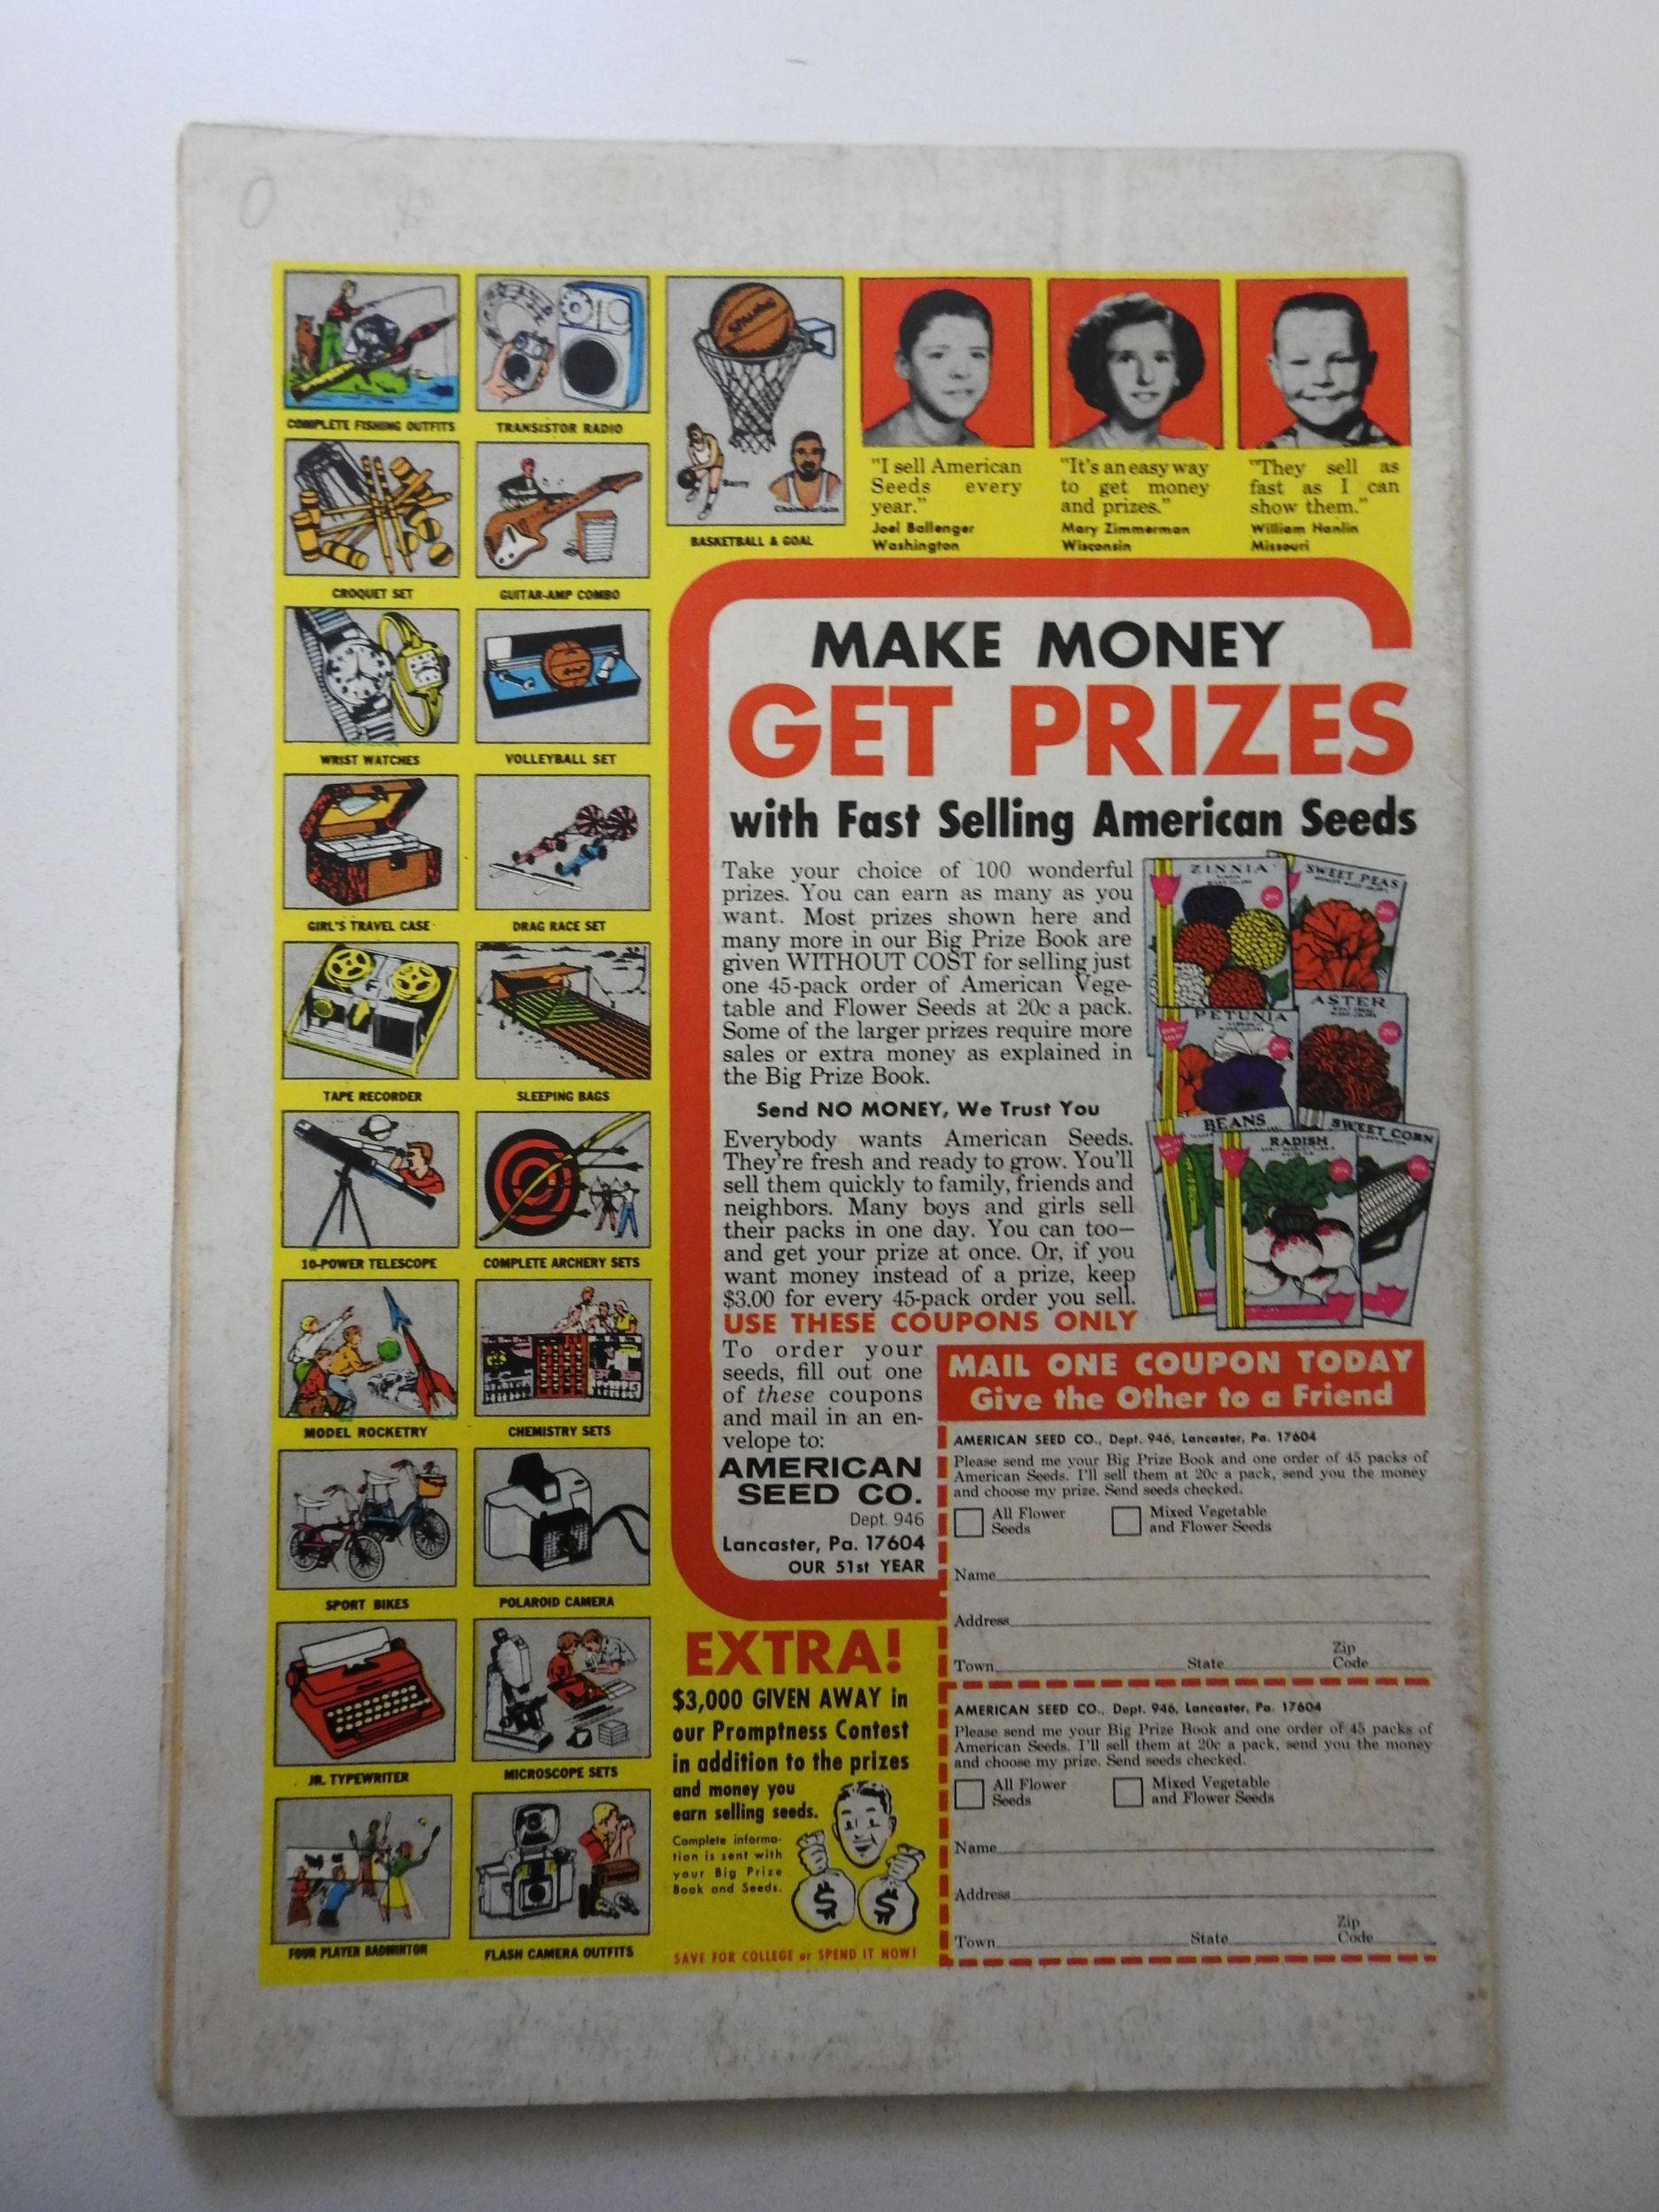 COMPLETE FISHING OUTFITS
TRANSISTOR RADIO
CROQUET SET
GUITAR-AMP COMBO
WRIST WATCHES
VOLLEYBALL SET
GIRL'S TRAVEL CASE
DRAG RACE SET
TAPE RECORDER
SLEEPING BAGS
10-POWER TELESCOPE
COMPLETE ARCHERY SETS
MODEL ROCKETRY
CHEMISTRY SETS
SPORT BIKES
POLAROID CAMERA
JR. TYPEWRITER
MICROSCOPE SETS
FOUR PLAYER BADMINTON
FLASH CAMERA OUTFITS
SPALDING
Barry
Chamberlain
BASKETBALL & GOAL
"I sell American
Seeds every
year."
Joel Ballenger
Washington
"It's an easy way
to get money
and prizes."
Mary Zimmerman
Wisconsin
"They sell as
fast as I can
show them."
William Hanlin
Missouri
MAKE MONEY
GET PRIZES
with Fast Selling American Seeds
Take your choice of 100 wonderful
prizes. You can earn as many as you
want. Most prizes shown here and
many more in our Big Prize Book are
given WITHOUT COST for selling just
one 45-pack order of American Vege-
table and Flower Seeds at 20c a pack.
Some of the larger prizes require more
sales or extra money as explained in
the Big Prize Book.
Send NO MONEY, We Trust You
Everybody wants American Seeds.
They're fresh and ready to grow. You'll
sell them quickly to family, friends and
neighbors. Many boys and girls sell
their packs in one day. You can too—
and get your prize at once. Or, if you
want money instead of a prize, keep
$3.00 for every 45-pack order you sell.
USE THESE COUPONS ONLY
To order your
seeds, fill out one
of these coupons
and mail in an en-
velope to:
AMERICAN
SEED CO.
Dept. 946
Lancaster, Pa. 17604
OUR 51st YEAR
ZINNIA
SWEET PEAS
PETUNIA
ASTER
BEANS
RADISH
SWEET CORN
MAIL ONE COUPON TODAY
Give the Other to a Friend
AMERICAN SEED CO., Dept. 946, Lancaster, Pa. 17604
Please send me your Big Prize Book and one order of 45 packs of
American Seeds. I'll sell them at 20c a pack, send you the money
and choose my prize. Send seeds checked.
All Flower
Seeds
Mixed Vegetable
and Flower Seeds
Name
Address
Town State Zip
Code
AMERICAN SEED CO., Dept. 946, Lancaster, Pa. 17604
Please send me your Big Prize Book and one order of 45 packs of
American Seeds. I'll sell them at 20c a pack, send you the money
and choose my prize. Send seeds checked.
All Flower
Seeds
Mixed Vegetable
and Flower Seeds
Name
Address
Town State Zip
Code
EXTRA!
$3,000 GIVEN AWAY in
our Promptness Contest
in addition to the prizes
and money you
earn selling seeds.
Complete informa-
tion is sent with
your Big Prize
Book and Seeds.
$ $
SAVE FOR COLLEGE or SPEND IT NOW!